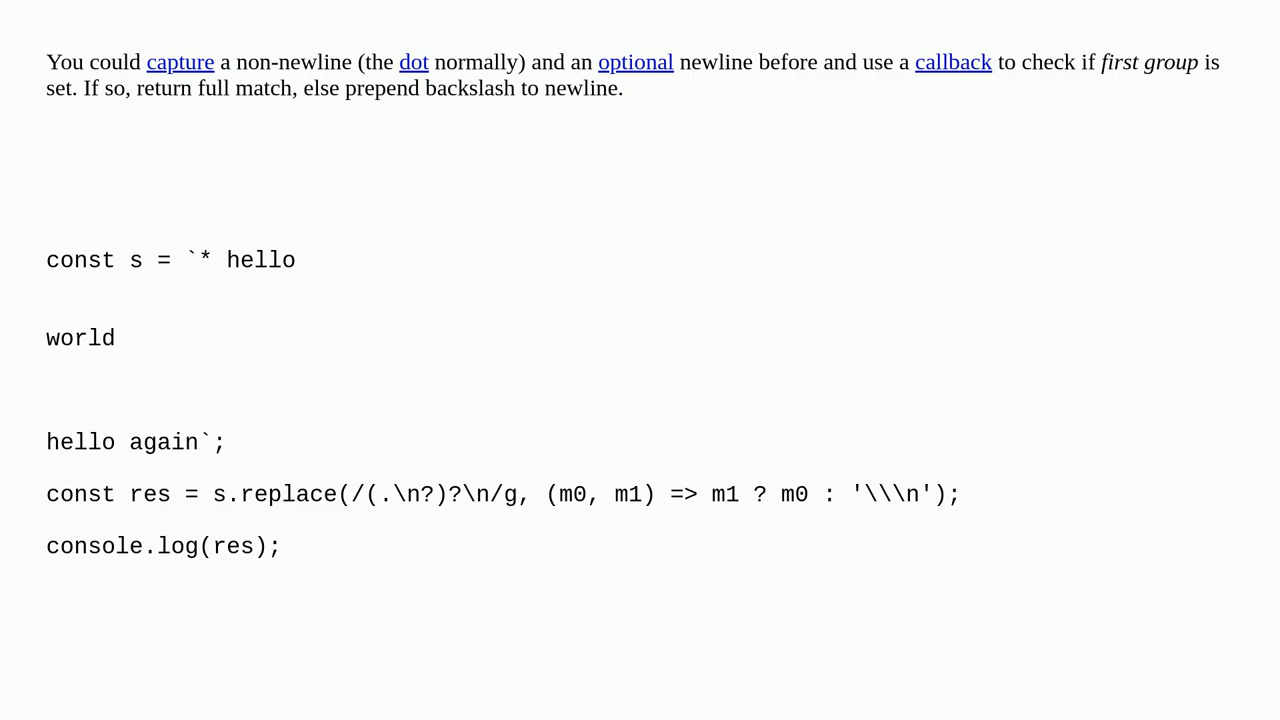 You could capture a non-newline (the dot normally) and an optional newline before and use a callback to check if first group is
set. If so, return full match, else prepend backslash to newline.
const s = `* hello
world
hello again`;
const res = s.replace(/(.\n?)?\n/g, (m0, m1) => m1 ? m0 : '\\\n');
console.log(res);